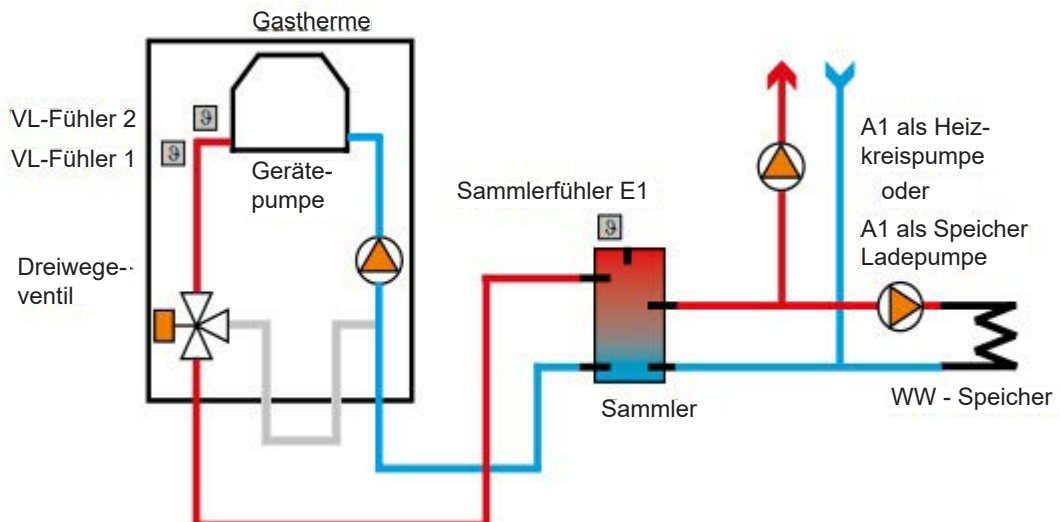 Gastherme
VL-Fühler 2
VL-Fühler 1
Geräte-
pumpe
Dreiwege-
ventil
Sammlerfühler E1
Sammler
A1 als Heiz-
kreispumpe
oder
A1 als Speicher
Ladepumpe
WW - Speicher
ϑ
ϑ
ϑ